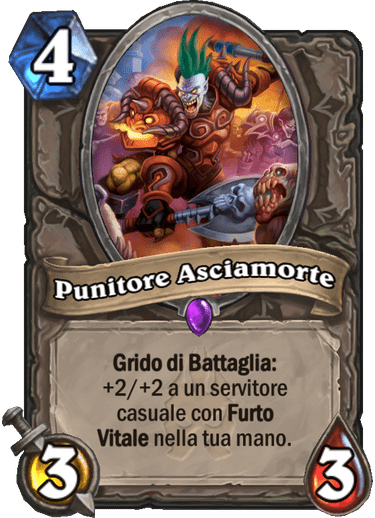 4
Punitore Asciamorte
Grido di Battaglia:
+2/+2 a un servitore
casuale con Furto
Vitale nella tua mano.
3
3